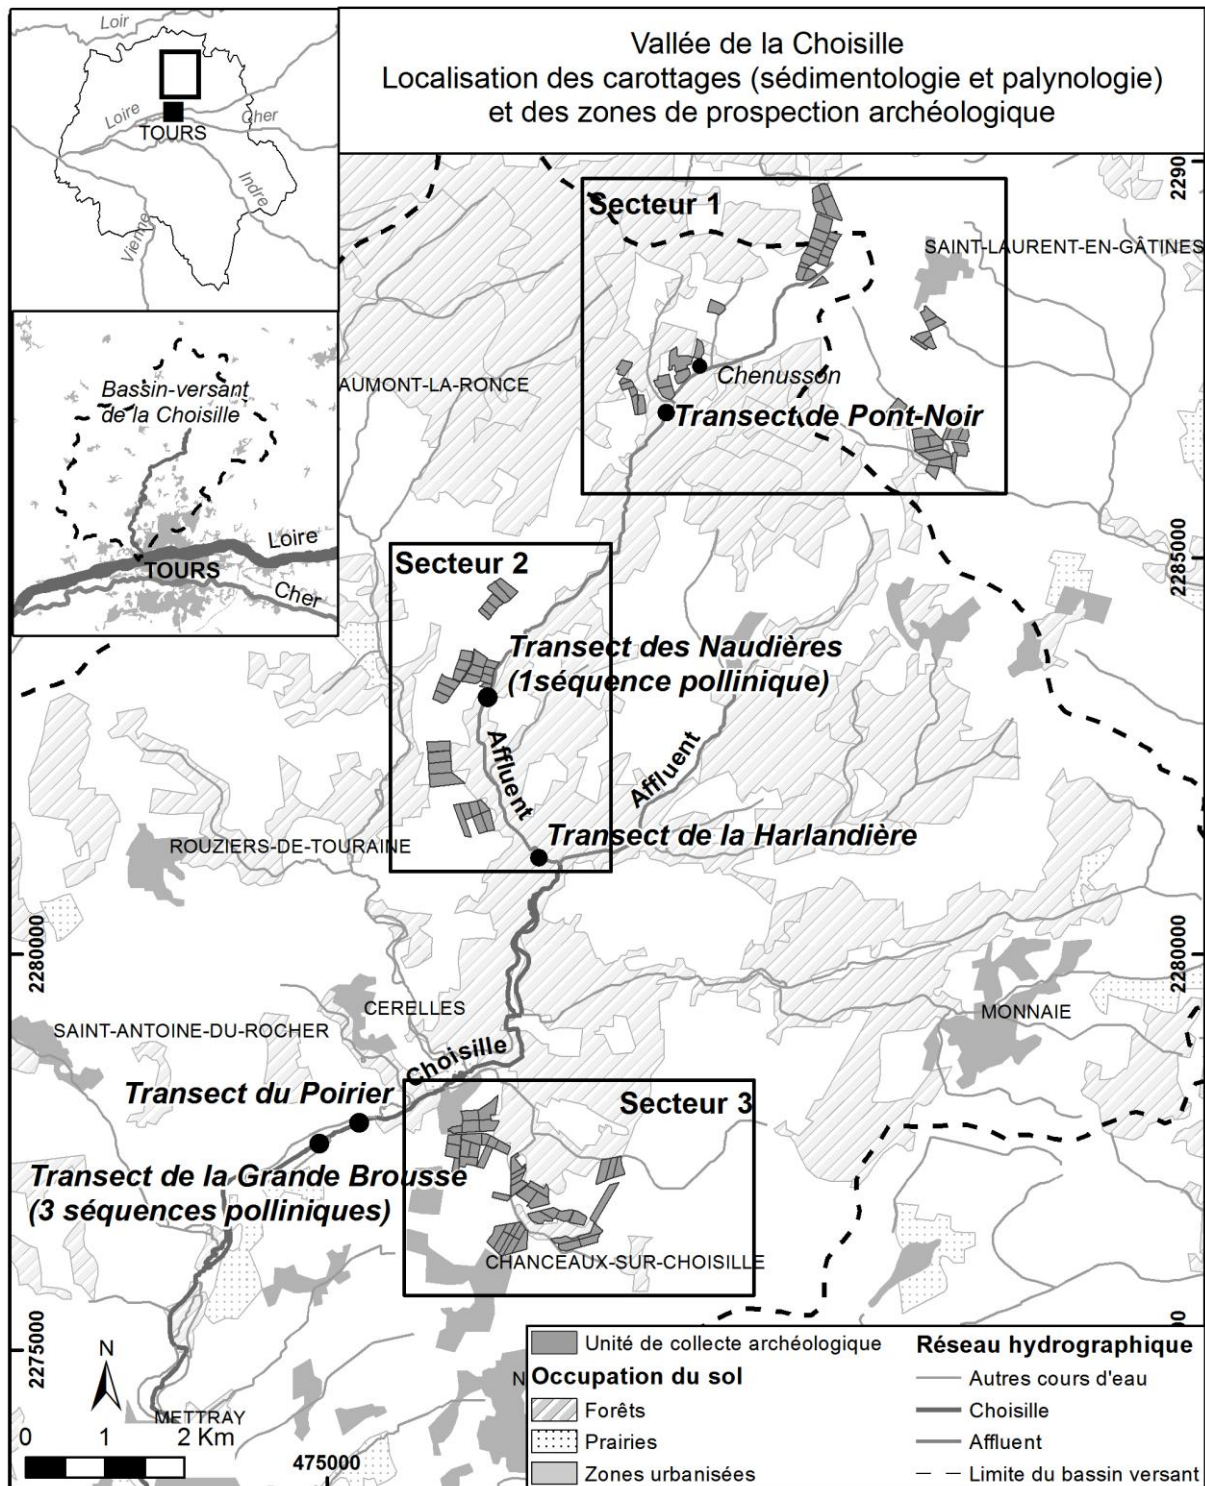 Vallée de la Choisille
Localisation des carottages (sédimentologie et palynologie)
et des zones de prospection archéologique
Loir
Loire
Cher
TOURS
Indre
Vienne
Bassin-versant
de la Choisille
Loire
TOURS
Cher
2290
Secteur 1
SAINT-LAURENT-EN-GÂTINES
AUMONT-LA-RONCE
Chenusson
Transect de Pont-Noir
2285000
Secteur 2
Transect des Naudières
(1séquence pollinique)
Affluent
Affluent
Transect de la Harlandière
ROUZIERS-DE-TOURAINE
2280000
2280000
CERELLES
SAINT-ANTOINE-DU-ROCHER
MONNAIE
Choisille
Transect du Poirier
Secteur 3
Transect de la Grande Brousse
(3 séquences polliniques)
CHANCEAUX-SUR-CHOISILLE
2275000
N
METTRAY
0 1 2 Km
475000
N
Unité de collecte archéologique
Occupation du sol
Forêts
Prairies
Zones urbanisées
Réseau hydrographique
Autres cours d'eau
Choisille
Affluent
Limite du bassin versant